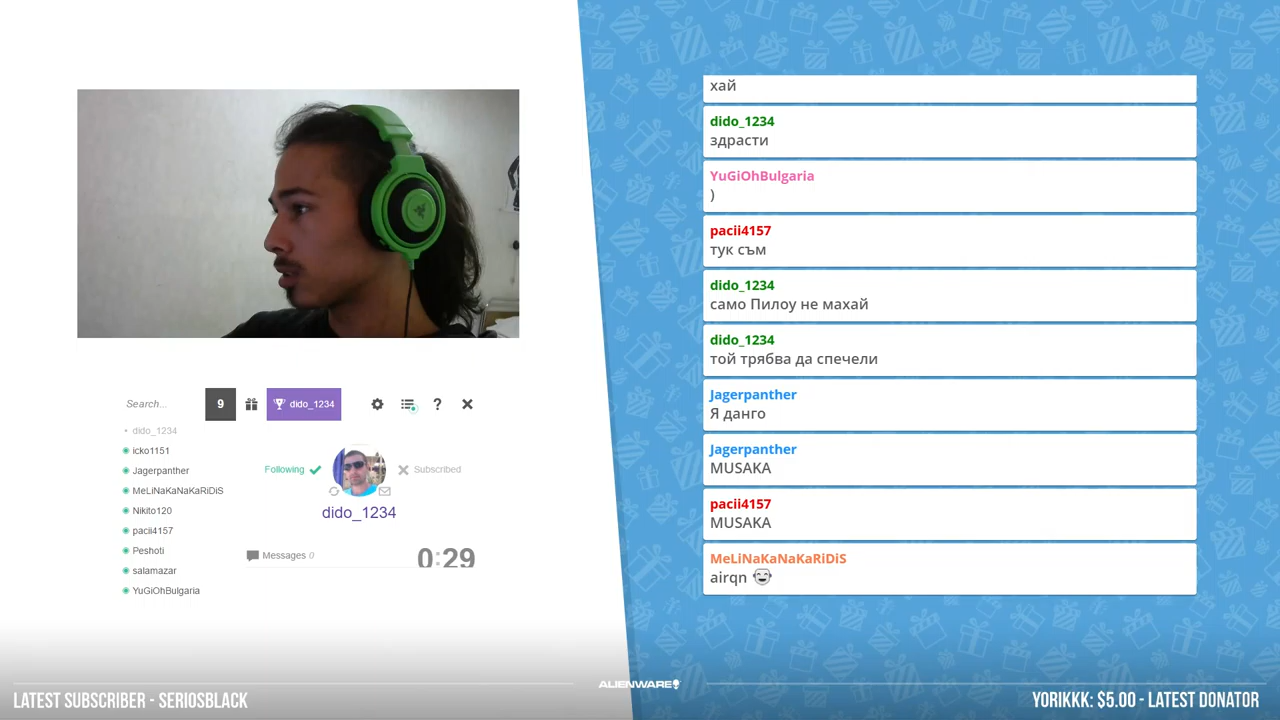 Search...
9
dido_1234
dido_1234
icko1151
Jagerpanther
MeLiNaKaNaKaRiDiS
Nikito120
pacii4157
Peshoti
salamazar
YuGiOhBulgaria
Following
Subscribed
dido_1234
Messages 0
0:29
хай
dido_1234
здрасти
YuGiOhBulgaria
)
pacii4157
тук съм
dido_1234
само Пилоу не махай
dido_1234
той трябва да спечели
Jagerpanther
Я данго
Jagerpanther
MUSAKA
pacii4157
MUSAKA
MeLiNaKaNaKaRiDiS
airqn
LATEST SUBSCRIBER - SERIOSBLACK
ALIENWARE
YORIKKK: $5.00 - LATEST DONATOR